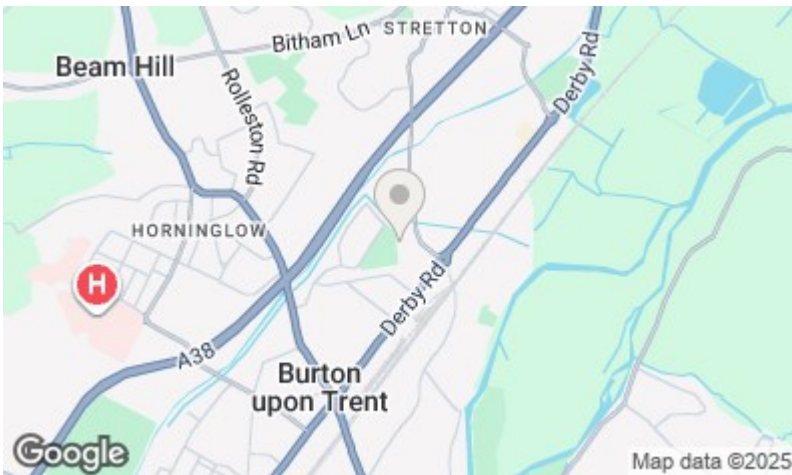 Bitham Ln
STRETTON
Beam Hill
Rolleston Rd
Derby Rd
HORNINGLOW
H
Derby Rd
A38
Burton
upon Trent
Google
Map data ©2025